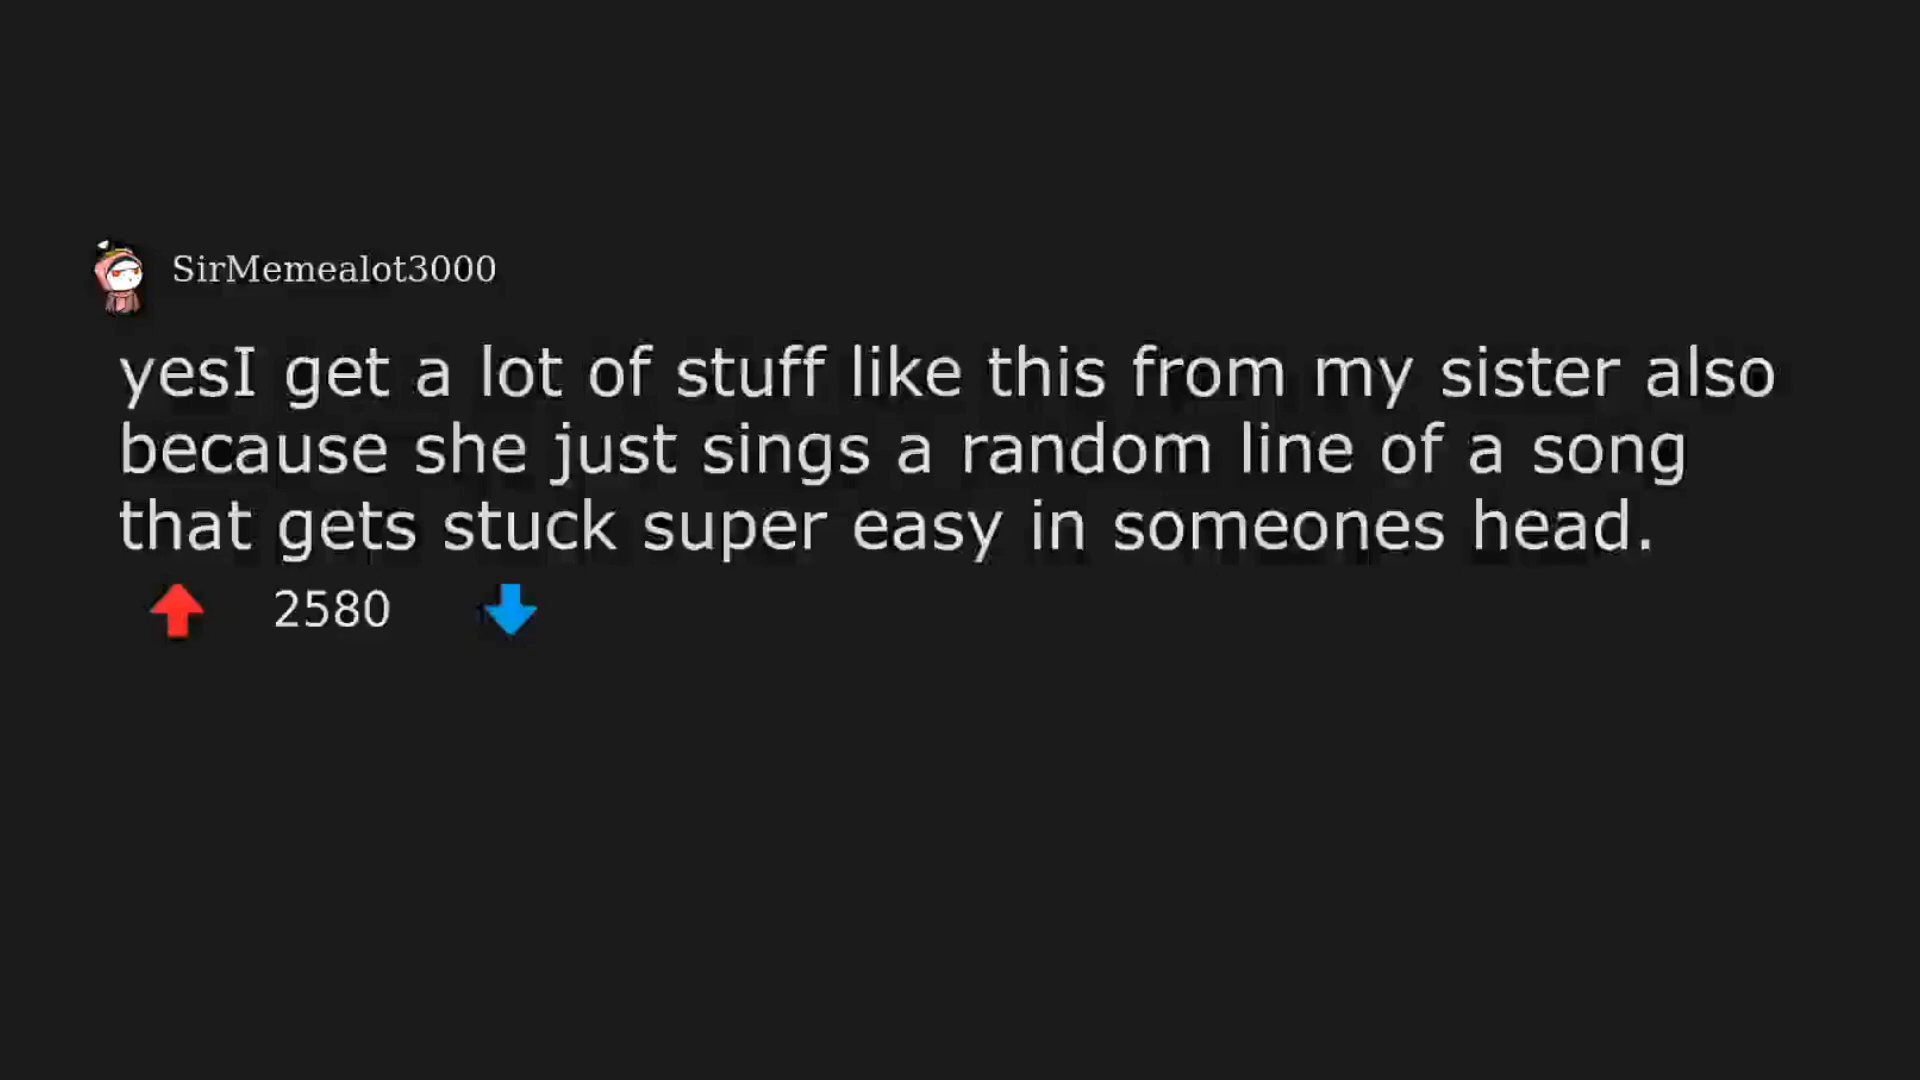 SirMemealot3000
yesI get a lot of stuff like this from my sister also
because she just sings a random line of a song
that gets stuck super easy in someones head.
2580